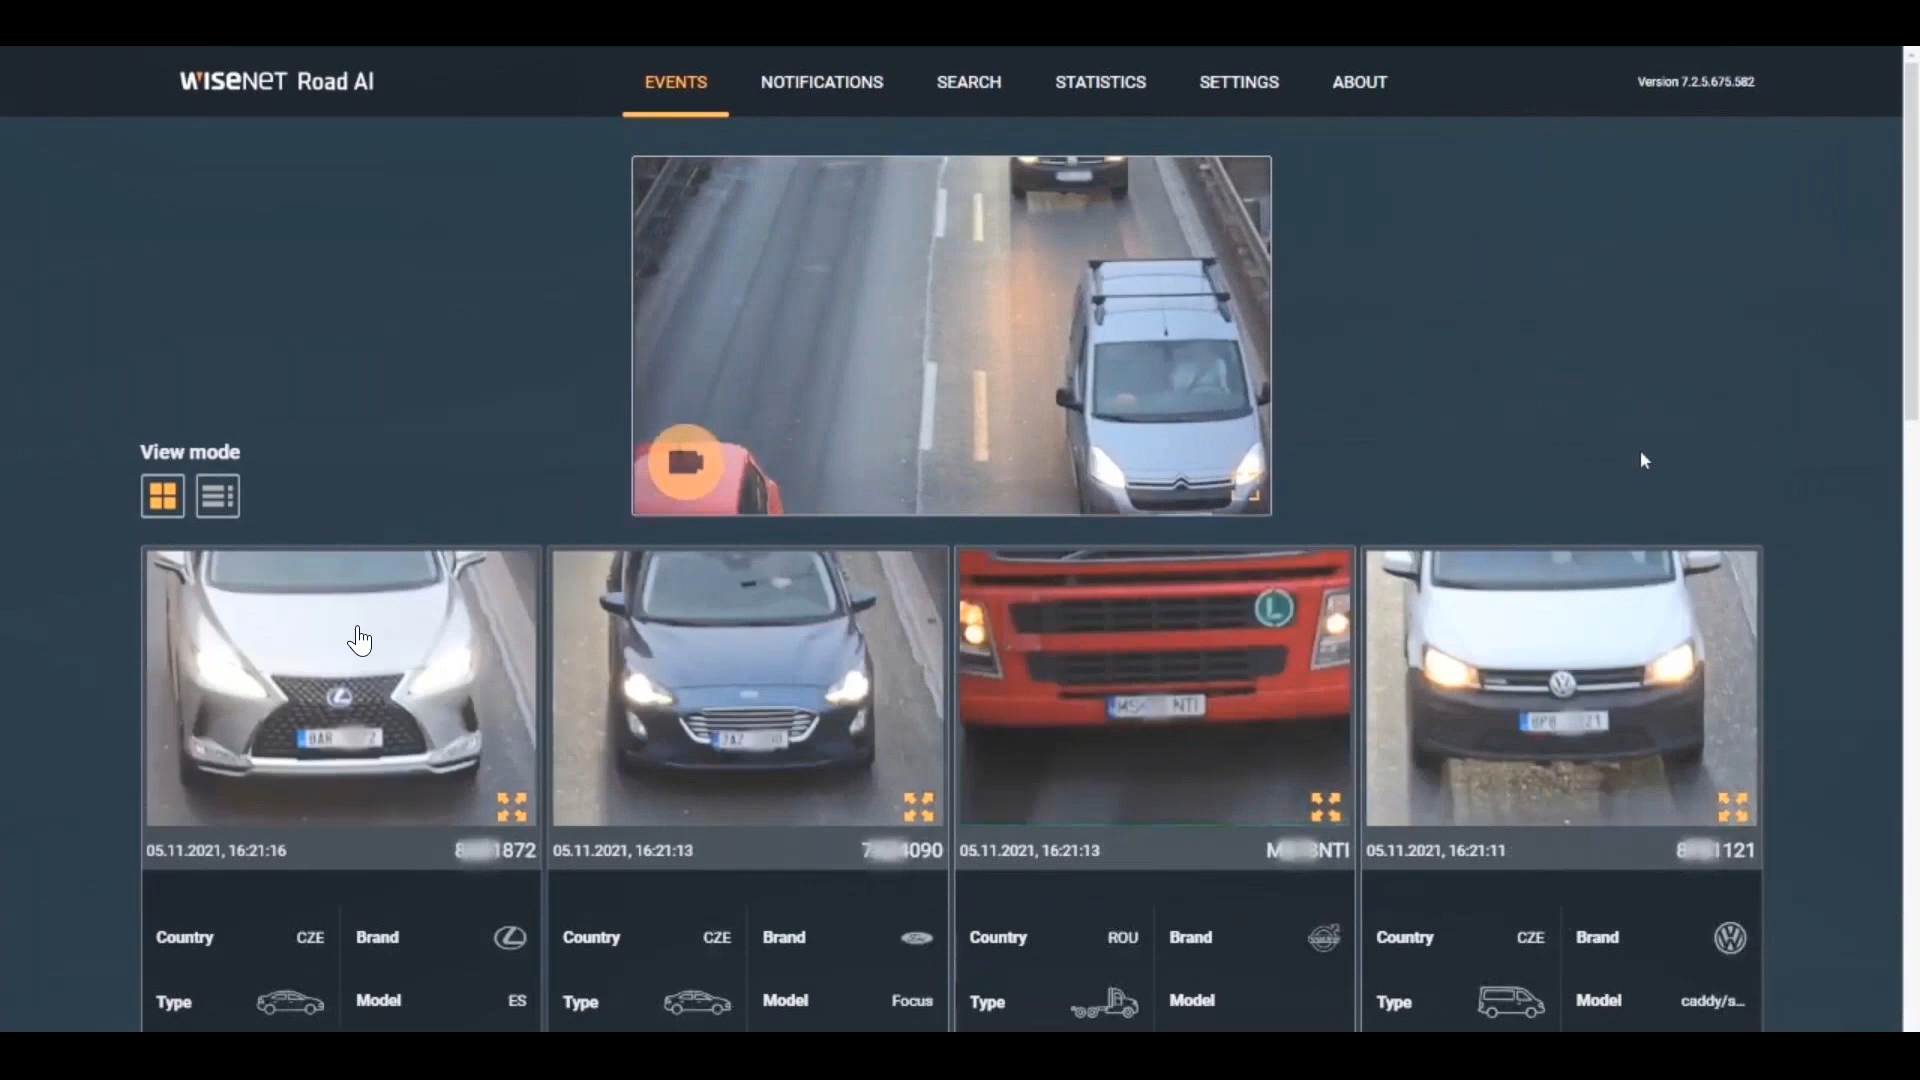 WISENET Road AI
EVENTS NOTIFICATIONS SEARCH STATISTICS SETTINGS ABOUT
Version 7.2.5.675.582
View mode
L
05.11.2021, 16:21:16 1872
05.11.2021, 16:21:13 4090
05.11.2021, 16:21:13 NTI
05.11.2021, 16:21:11 1121
Country CZE Brand
Type Model ES
Country CZE Brand
Type Model Focus
Country ROU Brand
Type Model
Country CZE Brand
Type Model caddy/s...